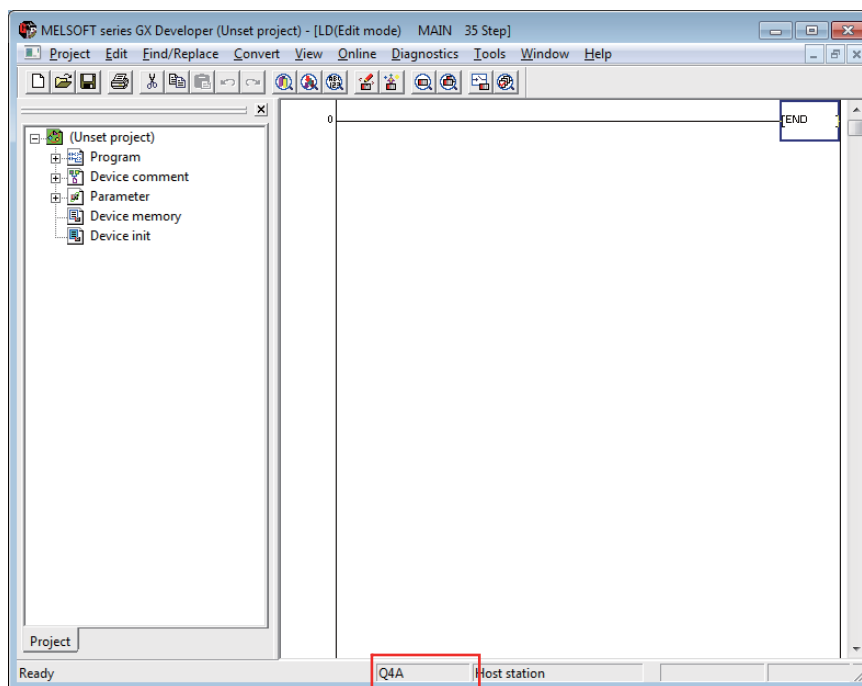 MELSOFT series GX Developer (Unset project) - [LD(Edit mode) MAIN 35 Step]
Project Edit Find/Replace Convert View Online Diagnostics Tools Window Help
(Unset project)
Program
Device comment
Parameter
Device memory
Device init
0
[END ]
Project
Ready Q4A Host station